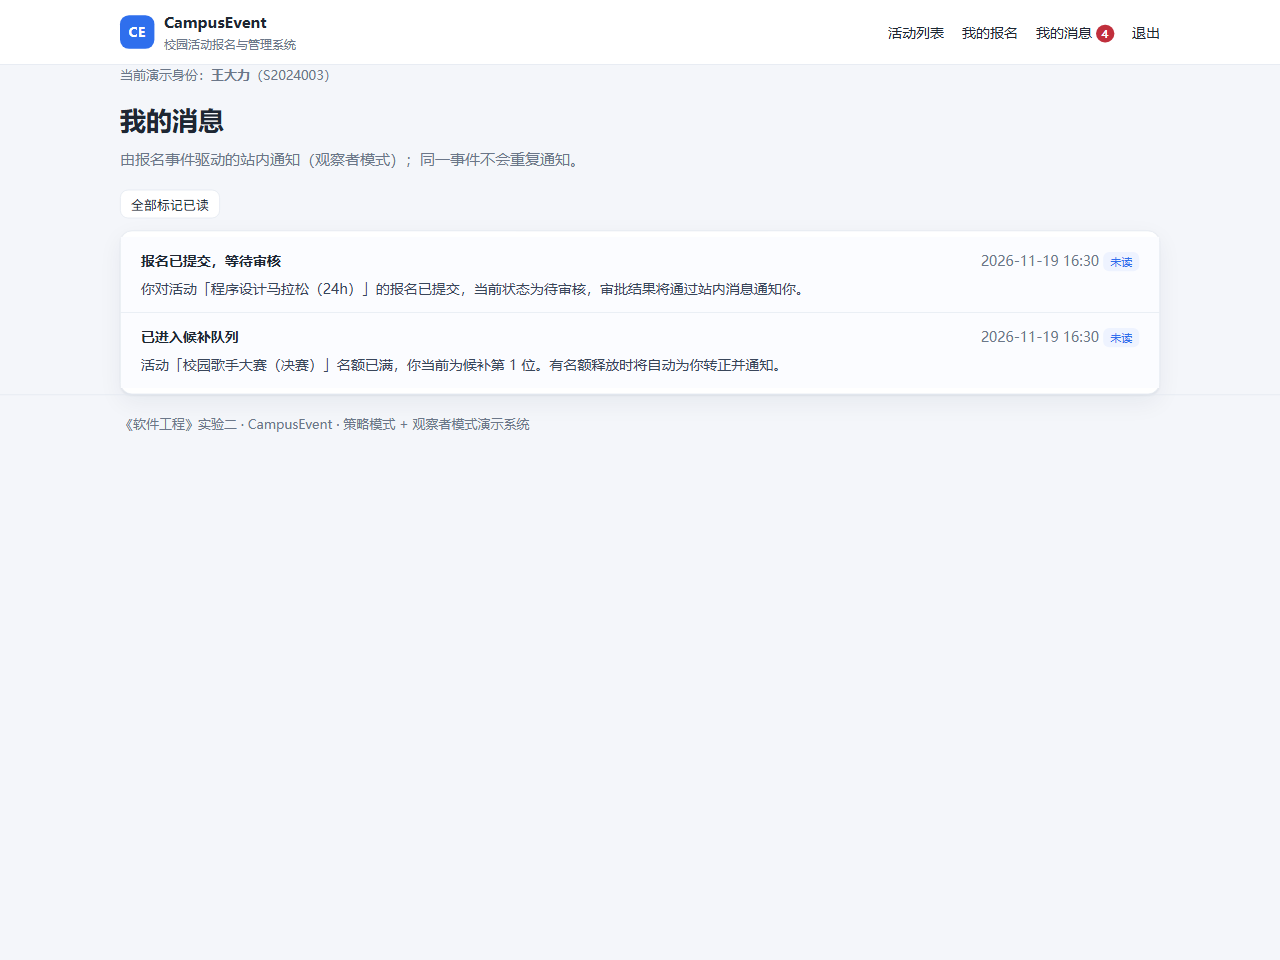 CE
CampusEvent
校园活动报名与管理系统
活动列表 我的报名 我的消息 4 退出
当前演示身份：王大力（S2024003）
我的消息
由报名事件驱动的站内通知（观察者模式）；同一事件不会重复通知。
全部标记已读
报名已提交，等待审核 2026-11-19 16:30 未读
你对活动「程序设计马拉松（24h）」的报名已提交，当前状态为待审核，审批结果将通过站内消息通知你。
已进入候补队列 2026-11-19 16:30 未读
活动「校园歌手大赛（决赛）」名额已满，你当前为候补第 1 位。有名额释放时将自动为你转正并通知。
《软件工程》实验二 · CampusEvent · 策略模式 + 观察者模式演示系统